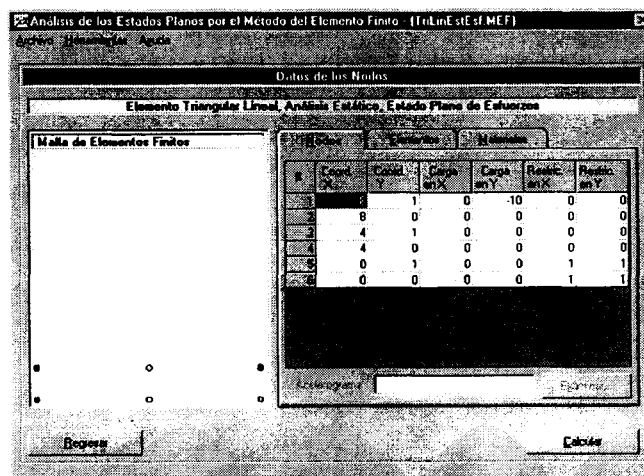 Análisis de los Estados Planos por el Método del Elemento Finito - (TriLinEstEsf.MEF)
Archivo Herramientas Ayuda
Datos de los Nodos
Elemento Triangular Lineal, Análisis Estático, Estado Plano de Esfuerzos
Malla de Elementos Finitos
Nodos Elementos Materiales
Coord. X Coord. Y Carga en X Carga en Y Restric. en X Restric. en Y
1 8 1 0 -10 0 0
2 8 0 0 0 0 0
3 4 1 0 0 0 0
4 4 0 0 0 0 0
5 0 1 0 0 1 1
6 0 0 0 0 1 1
Regresar
Calcular